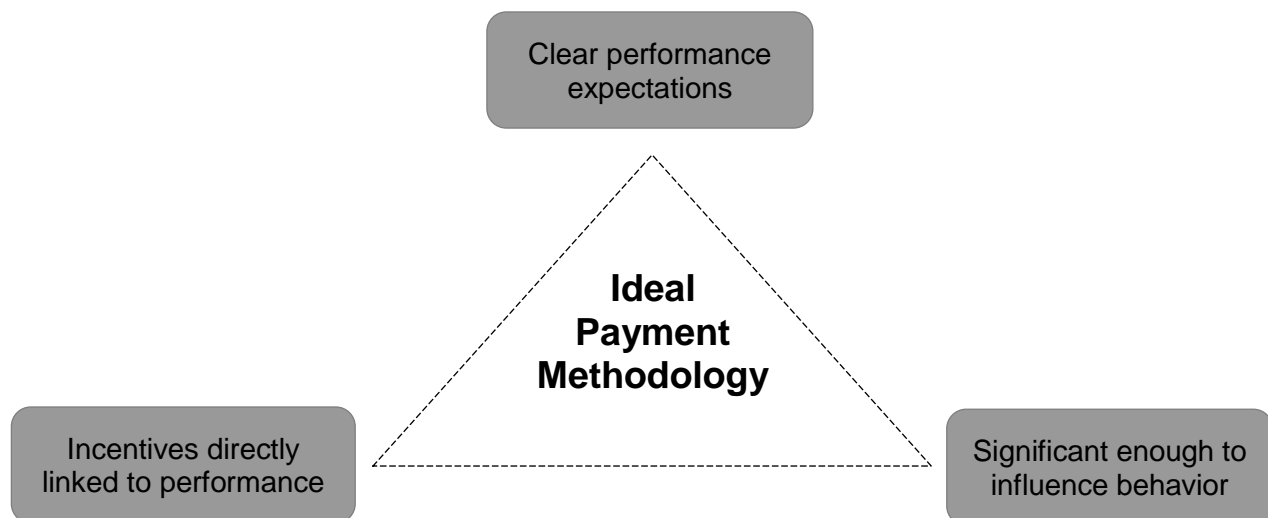 Clear performance
expectations
Ideal
Payment
Methodology
Incentives directly
linked to performance
Significant enough to
influence behavior